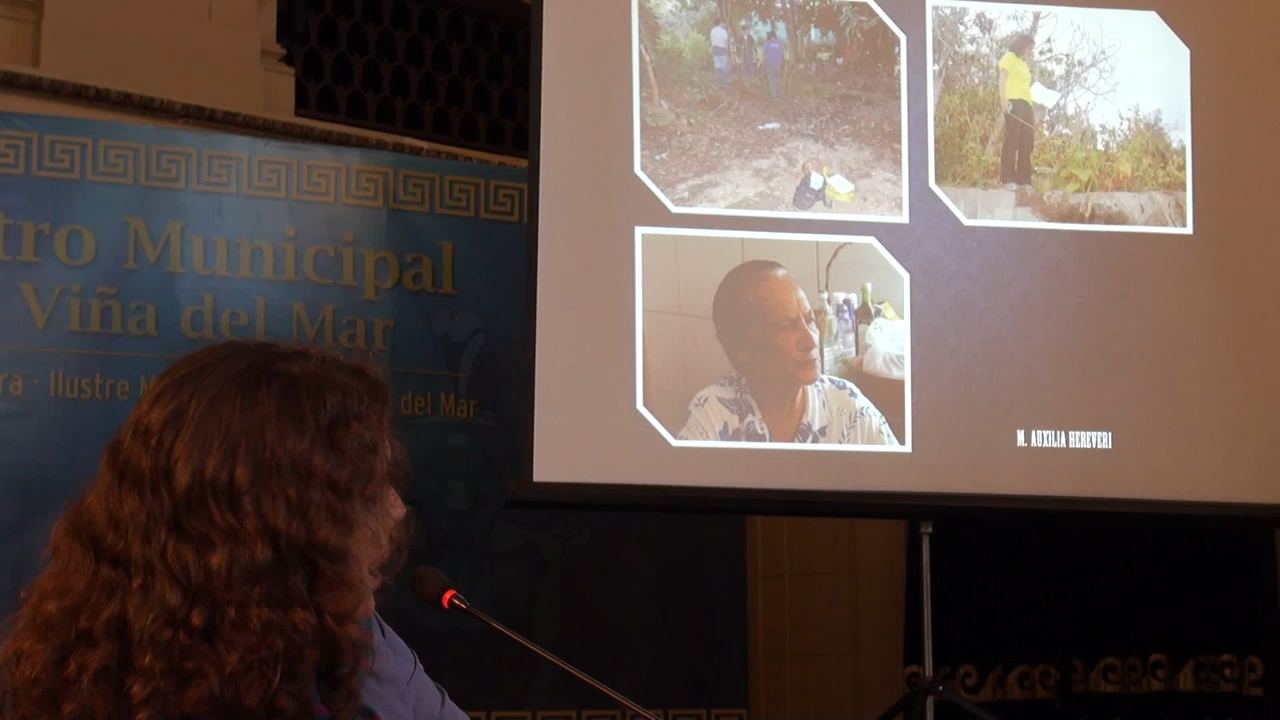 tro Municipal
Viña del Mar
ra · Ilustre M
del Mar
M. AUXILIA HEREVERI